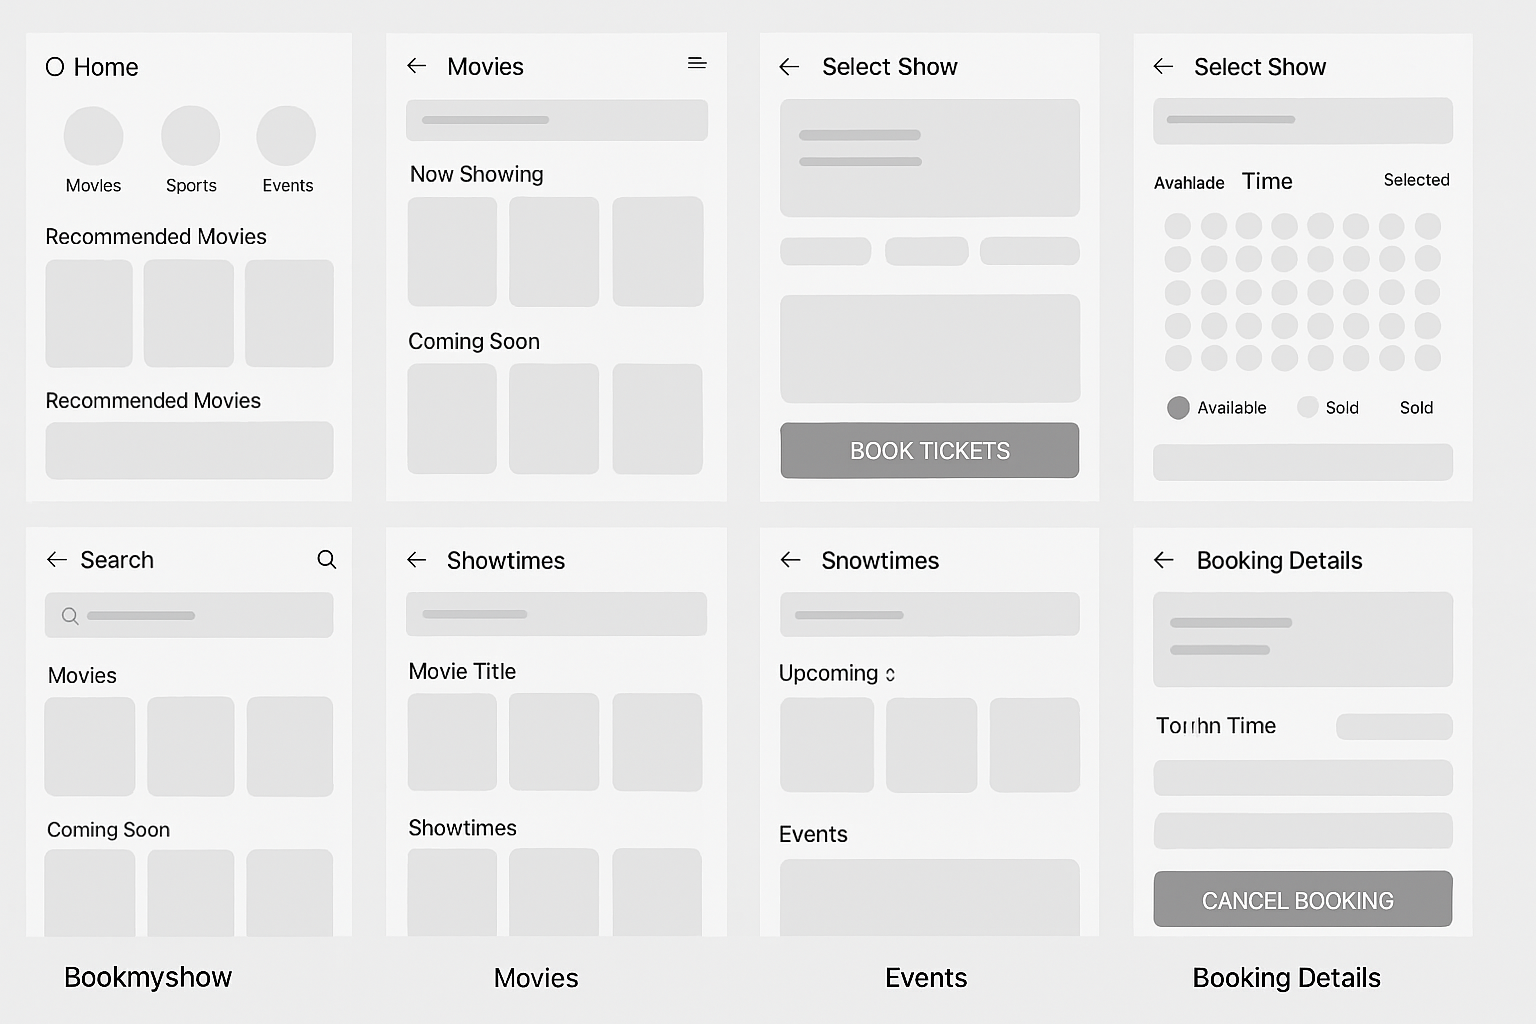 Home
Movles
Sports
Events
Recommended Movies
Recommended Movies
Movies
Now Showing
Coming Soon
Select Show
BOOK TICKETS
Select Show
Avahlade Time Selected
Available Sold Sold
Search
Movies
Coming Soon
Showtimes
Movie Title
Showtimes
Snowtimes
Upcoming
Events
Booking Details
Time
CANCEL BOOKING
Bookmyshow
Movies
Events
Booking Details